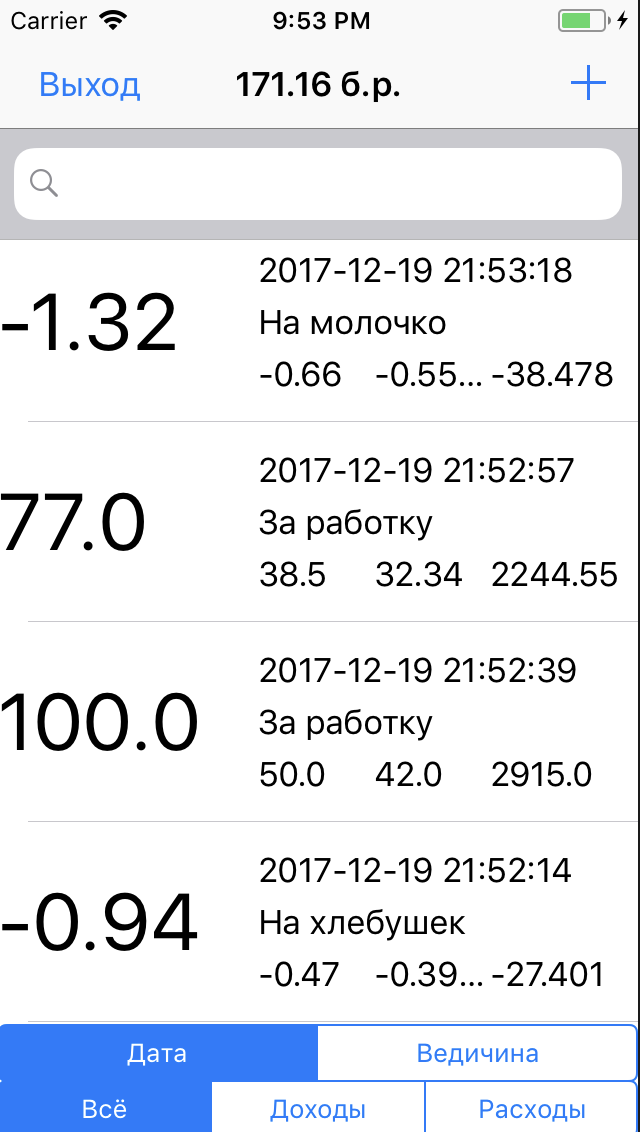 Carrier 9:53 PM
Выход 171.16 б.р.
-1.32
2017-12-19 21:53:18
На молочко
-0.66 -0.55... -38.478
77.0
2017-12-19 21:52:57
За работку
38.5 32.34 2244.55
100.0
2017-12-19 21:52:39
За работку
50.0 42.0 2915.0
-0.94
2017-12-19 21:52:14
На хлебушек
-0.47 -0.39... -27.401
Дата Ведичина
Всё Доходы Расходы